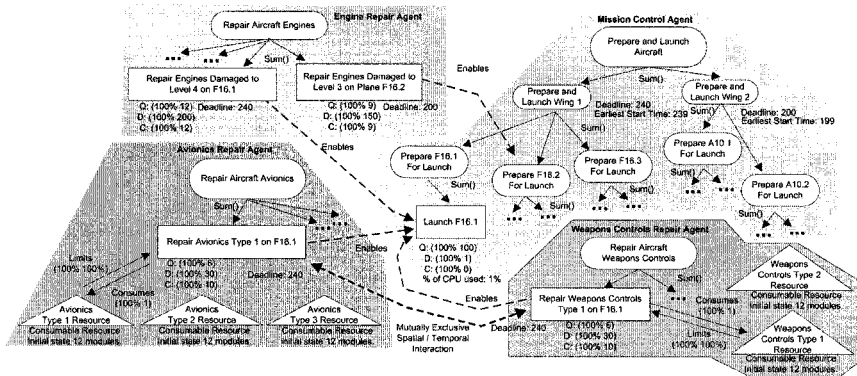 Engine Repair Agent
Repair Aircraft Engines
Sum()
Repair Engines Damaged to
Level 4 on F16.1
Repair Engines Damaged to
Level 3 on Plane F16.2
Q: (100% 12)
D: (100% 200)
C: (100% 12)
Deadline: 240
Q: (100% 9)
D: (100% 150)
C: (100% 9)
Deadline: 200
Enables
Enables
Mission Control Agent
Prepare and Launch
Aircraft
Sum()
Prepare and
Launch Wing 1
Deadline: 240
Earliest Start Time: 239
Prepare and
Launch Wing 2
Deadline: 200
Earliest Start Time: 199
Sum()
Sum()
Prepare F16.1
For Launch
Sum()
Prepare F16.2
For Launch
Sum()
Prepare F16.3
For Launch
Sum()
Prepare A10.1
For Launch
Sum()
Prepare A10.2
For Launch
Sum()
Launch F16.1
Q: (100% 100)
D: (100% 1)
C: (100% 0)
% of CPU used: 1%
Avionics Repair Agent
Repair Aircraft Avionics
Sum()
Repair Avionics Type 1 on F16.1
Enables
Q: (100% 6)
D: (100% 30)
C: (100% 10)
Deadline: 240
Limits
(100% 100%)
Consumes
(100% 1)
Avionics
Type 1 Resource
Consumable Resource
Initial state 12 modules.
Avionics
Type 2 Resource
Consumable Resource
Initial state 12 modules.
Avionics
Type 3 Resource
Consumable Resource
Initial state 12 modules.
Mutually Exclusive
Spatial / Temporal
Interaction
Weapons Controls Repair Agent
Repair Aircraft
Weapons Controls
Sum()
Enables
Repair Weapons Controls
Type 1 on F16.1
Deadline: 240
Q: (100% 6)
D: (100% 30)
C: (100% 10)
Consumes
(100% 1)
Limits
(100% 100%)
Weapons
Controls Type 2
Resource
Consumable Resource
Initial state 12 modules.
Weapons
Controls Type 1
Resource
Consumable Resource
Initial state 12 modules.